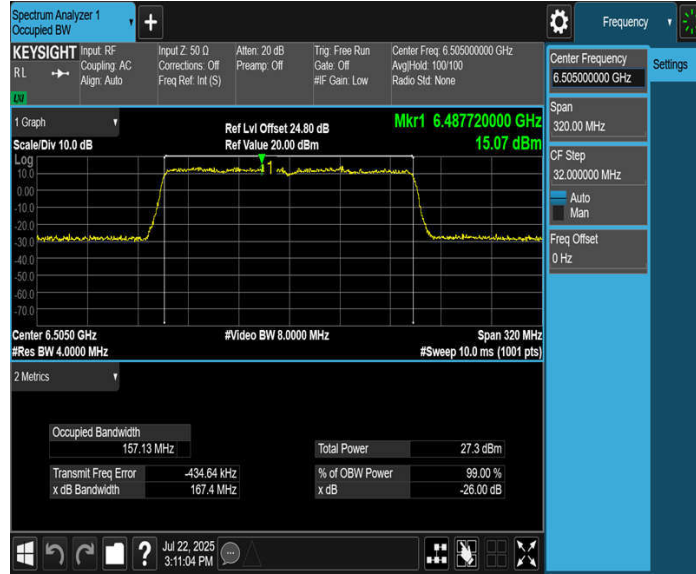 Spectrum Analyzer 1
Occupied BW
Frequency
KEYSIGHT
RL
LXI
Input: RF
Coupling: AC
Align: Auto
Input Z: 50 Ω
Corrections: Off
Freq Ref: Int (S)
Atten: 20 dB
Preamp: Off
Trig: Free Run
Gate: Off
#IF Gain: Low
Center Freq: 6.505000000 GHz
Avg|Hold: 100/100
Radio Std: None
Center Frequency
6.505000000 GHz
Settings
Span
320.00 MHz
CF Step
32.000000 MHz
Auto
Man
Freq Offset
0 Hz
1 Graph
Scale/Div 10.0 dB
Ref Lvl Offset 24.80 dB
Ref Value 20.00 dBm
Mkr1 6.487720000 GHz
15.07 dBm
Log
10.0
0.00
-10.0
-20.0
-30.0
-40.0
-50.0
-60.0
-70.0
1
Center 6.5050 GHz
#Res BW 4.0000 MHz
#Video BW 8.0000 MHz
Span 320 MHz
#Sweep 10.0 ms (1001 pts)
2 Metrics
Occupied Bandwidth
157.13 MHz
Total Power 27.3 dBm
Transmit Freq Error -434.64 kHz
% of OBW Power 99.00 %
x dB Bandwidth 167.4 MHz
x dB -26.00 dB
?
Jul 22, 2025
3:11:04 PM